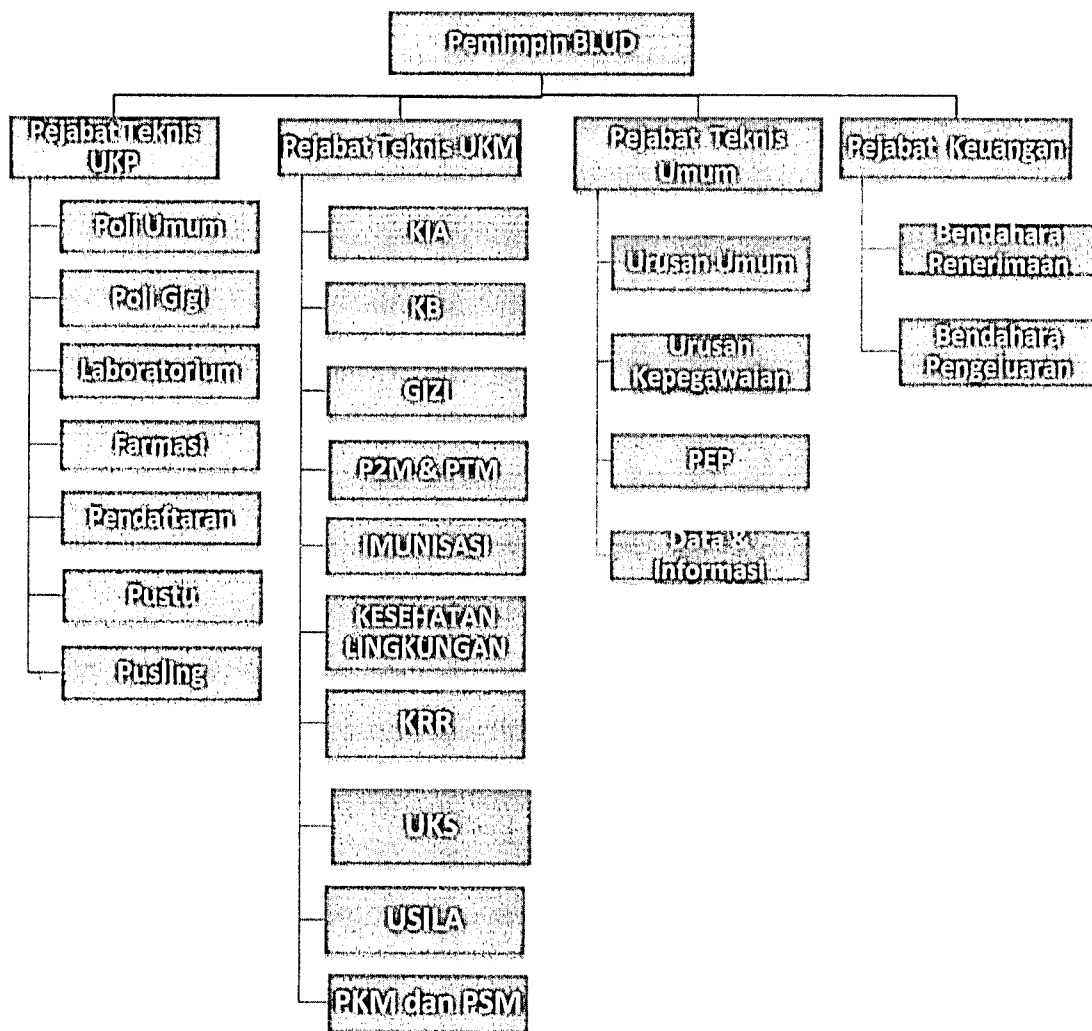 Pemimpin BLUD
Pejabat Teknis
UKP
Poli Umum
Poli Gigi
Laboratorium
Farmasi
Pendaftaran
Pustu
Pusling
Pejabat Teknis UKM
KIA
KB
GIZI
P2M & PTM
IMUNISASI
KESEHATAN
LINGKUNGAN
KRR
UKS
USILA
PKM dan PSM
Pejabat Teknis
Umum
Urusan Umum
Urusan
Kepegawaian
PEP
Data &
Informasi
Pejabat Keuangan
Bendahara
Penerimaan
Bendahara
Pengeluaran